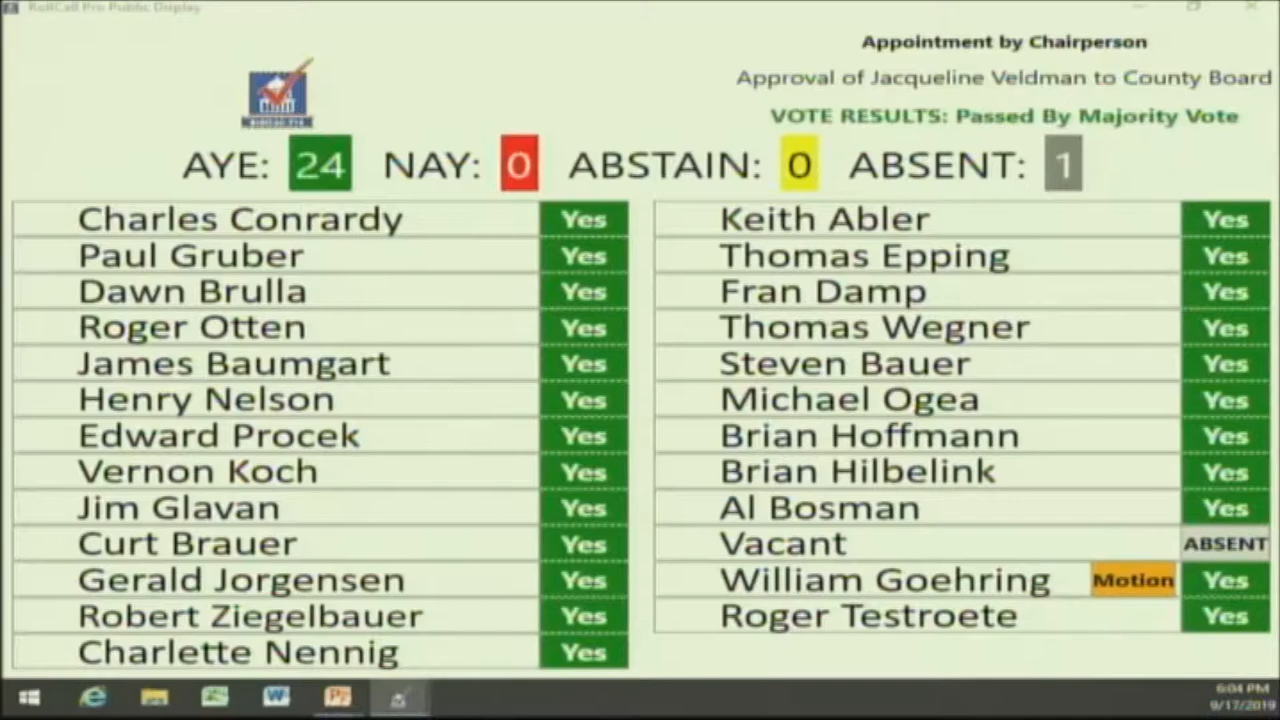 RollCall Pro Public Display
Appointment by Chairperson
Approval of Jacqueline Veldman to County Board
VOTE RESULTS: Passed By Majority Vote
AYE: 24 NAY: 0 ABSTAIN: 0 ABSENT: 1
Charles Conrardy Yes
Paul Gruber Yes
Dawn Brulla Yes
Roger Otten Yes
James Baumgart Yes
Henry Nelson Yes
Edward Procek Yes
Vernon Koch Yes
Jim Glavan Yes
Curt Brauer Yes
Gerald Jorgensen Yes
Robert Ziegelbauer Yes
Charlette Nennig Yes
Keith Abler Yes
Thomas Epping Yes
Fran Damp Yes
Thomas Wegner Yes
Steven Bauer Yes
Michael Ogea Yes
Brian Hoffmann Yes
Brian Hilbelink Yes
Al Bosman Yes
Vacant ABSENT
William Goehring Motion Yes
Roger Testroete Yes
6:04 PM
9/17/2019